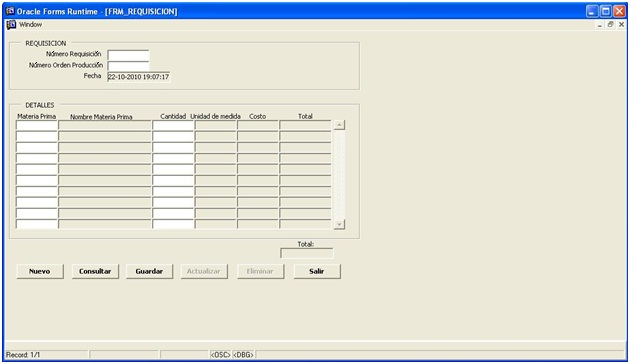 Oracle Forms Runtime - [FRM_REQUISICION]
Window
REQUISICION
Número Requisición
Número Orden Producción
Fecha 22-10-2010 19:07:17
DETALLES
Materia Prima Nombre Materia Prima Cantidad Unidad de medida Costo Total
Total:
Nuevo Consultar Guardar Actualizar Eliminar Salir
Record: 1/1 <OSC> <DBG>